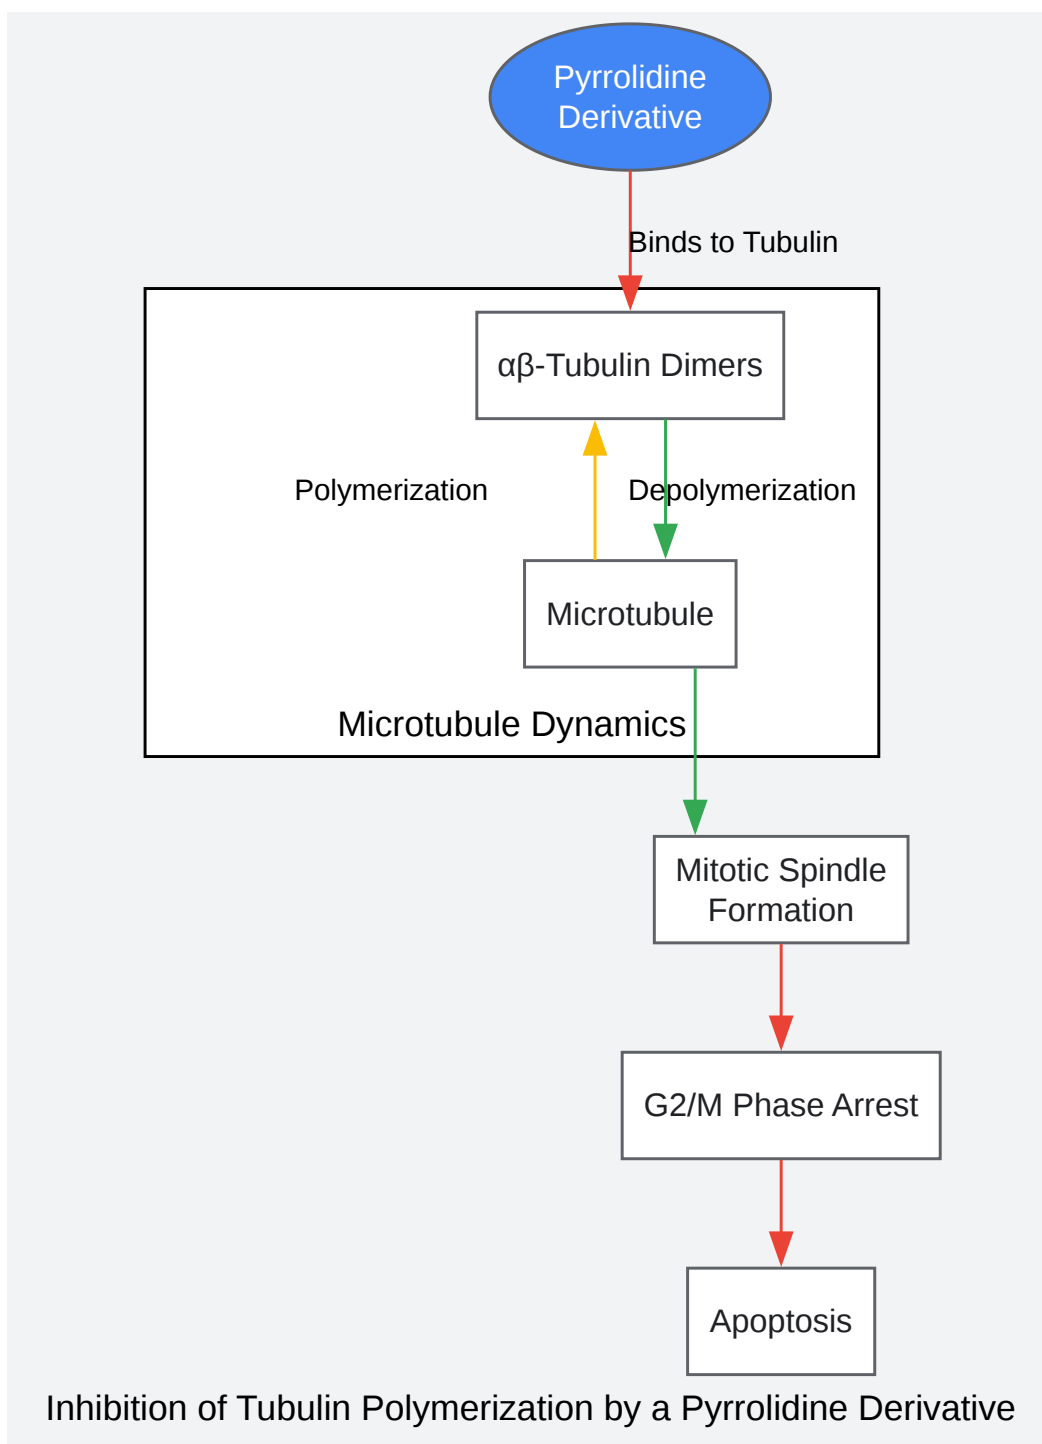 Pyrrolidine
Derivative
Binds to Tubulin
αβ-Tubulin Dimers
Polymerization
Depolymerization
Microtubule
Microtubule Dynamics
Mitotic Spindle
Formation
G2/M Phase Arrest
Apoptosis
Inhibition of Tubulin Polymerization by a Pyrrolidine Derivative